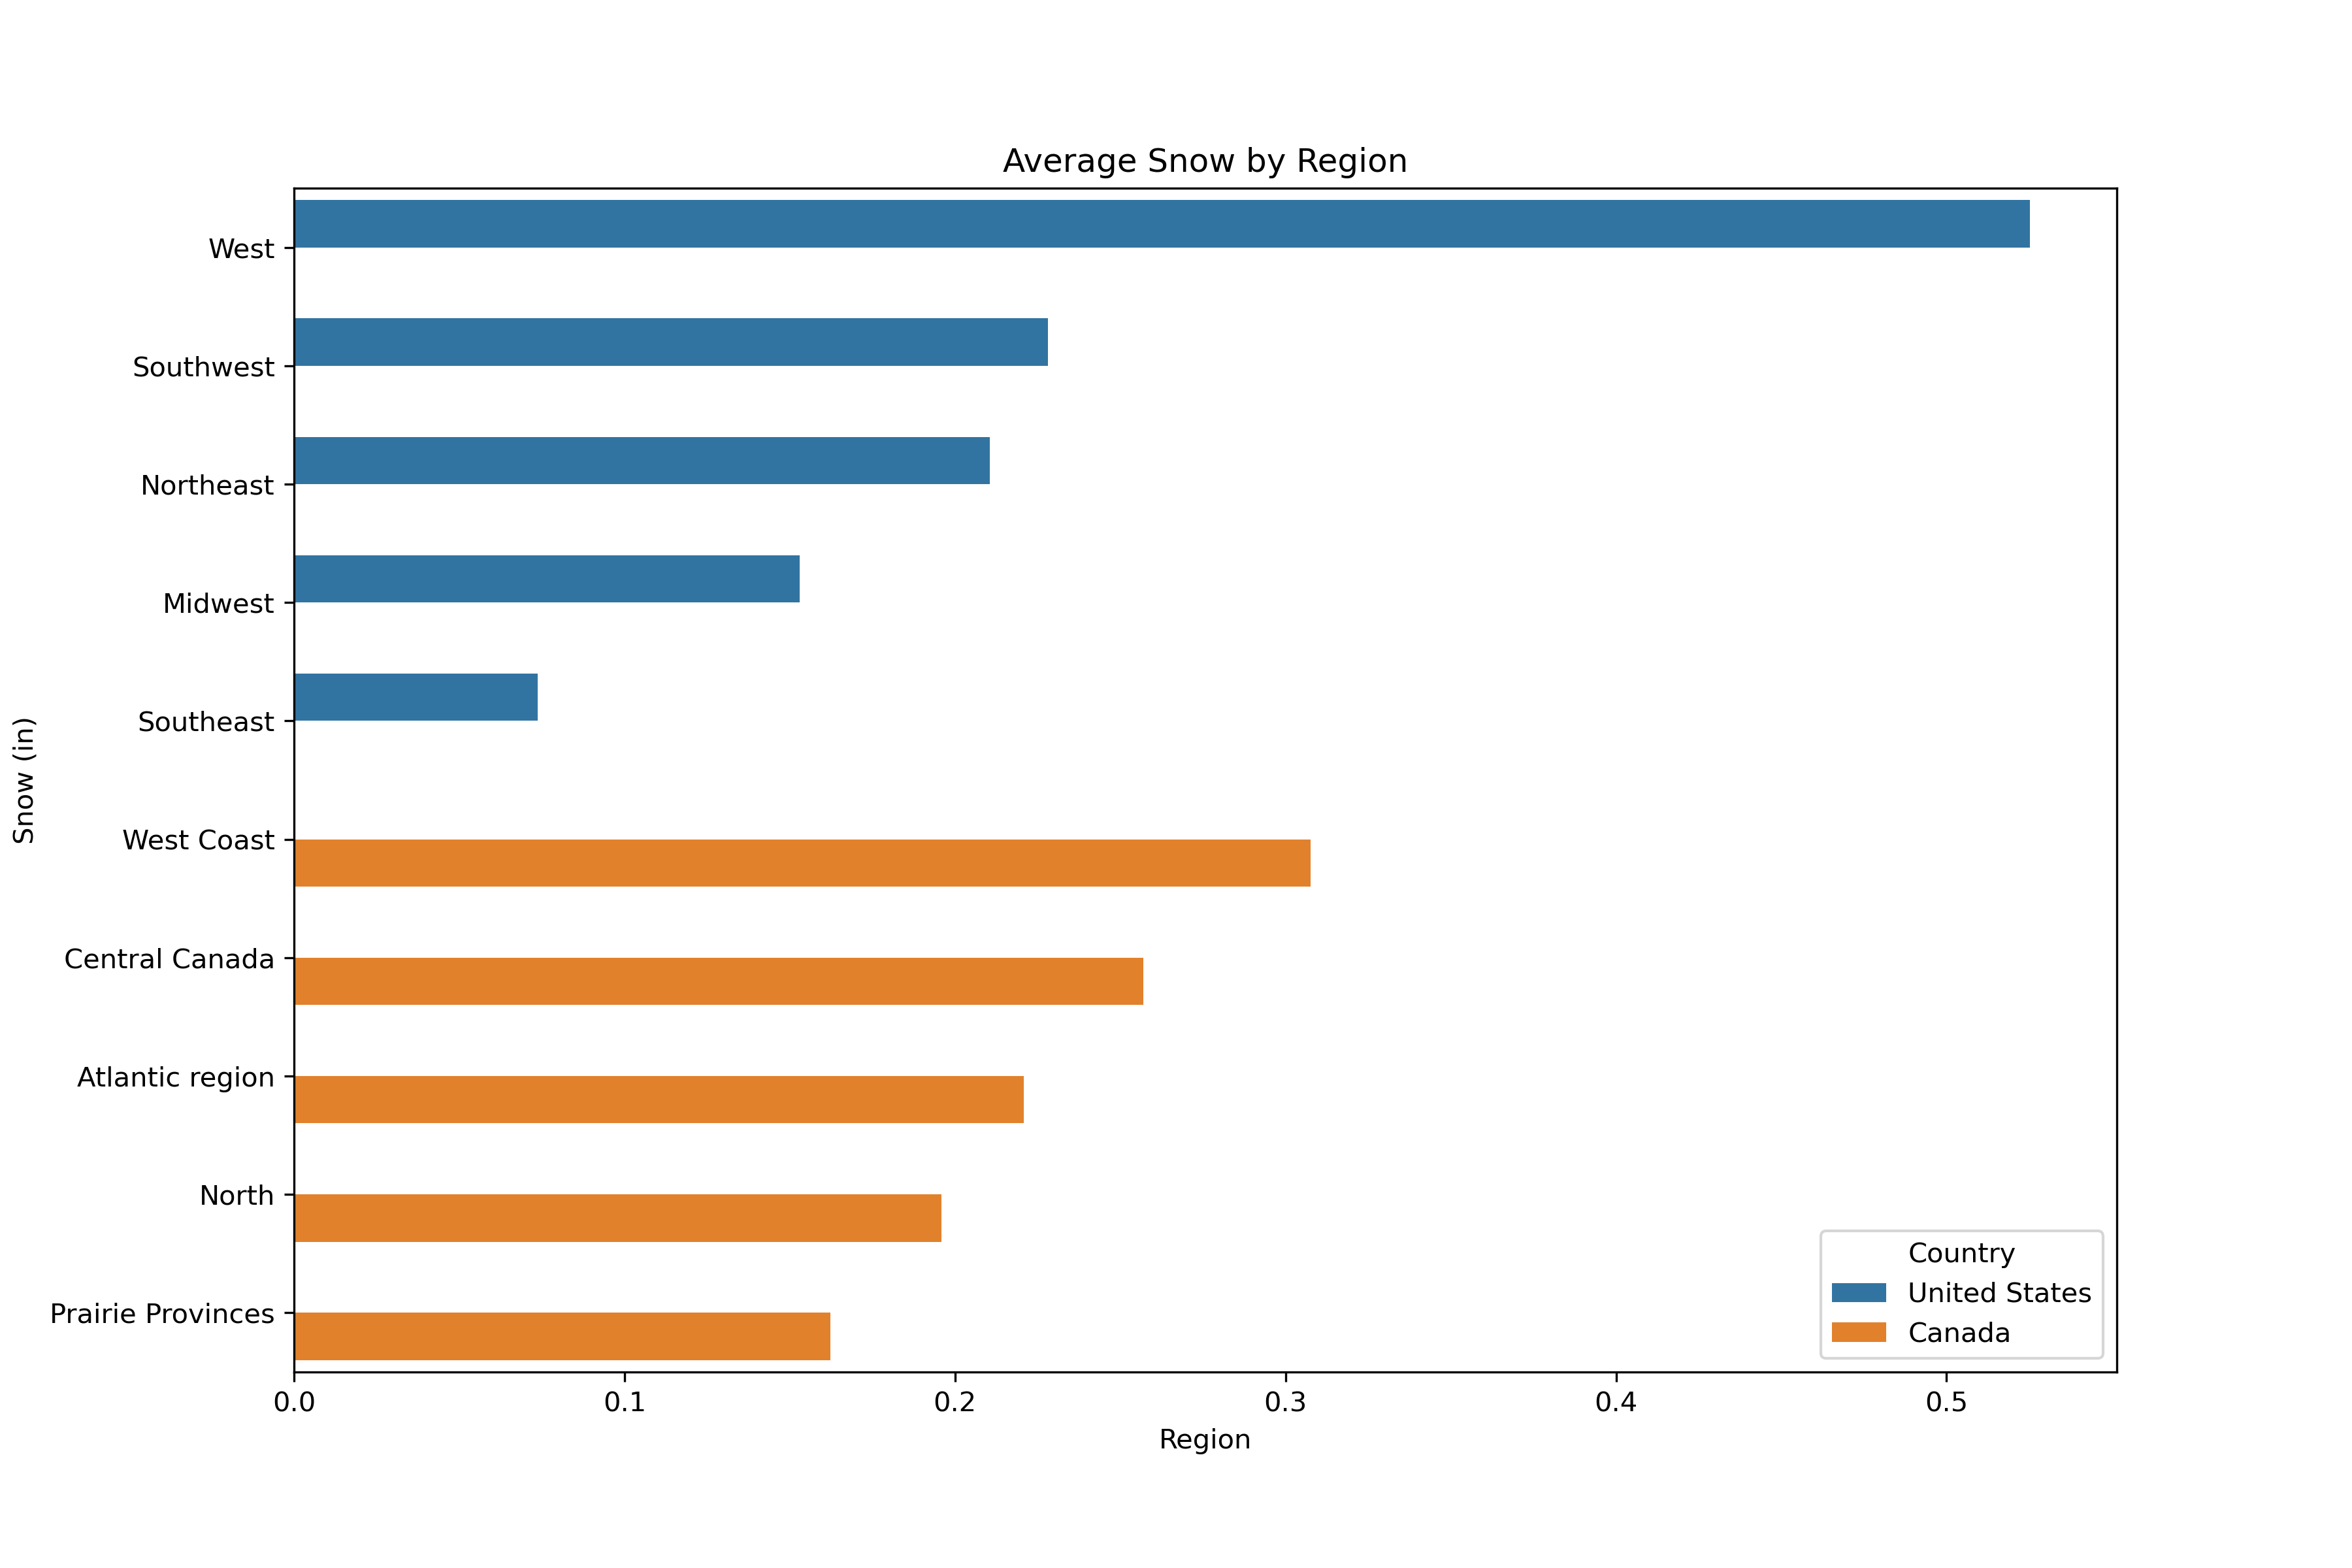 Average Snow by Region
West
Southwest
Northeast
Midwest
Southeast
West Coast
Central Canada
Atlantic region
North
Prairie Provinces
Snow (in)
0.0 0.1 0.2 0.3 0.4 0.5
Region
Country
United States
Canada